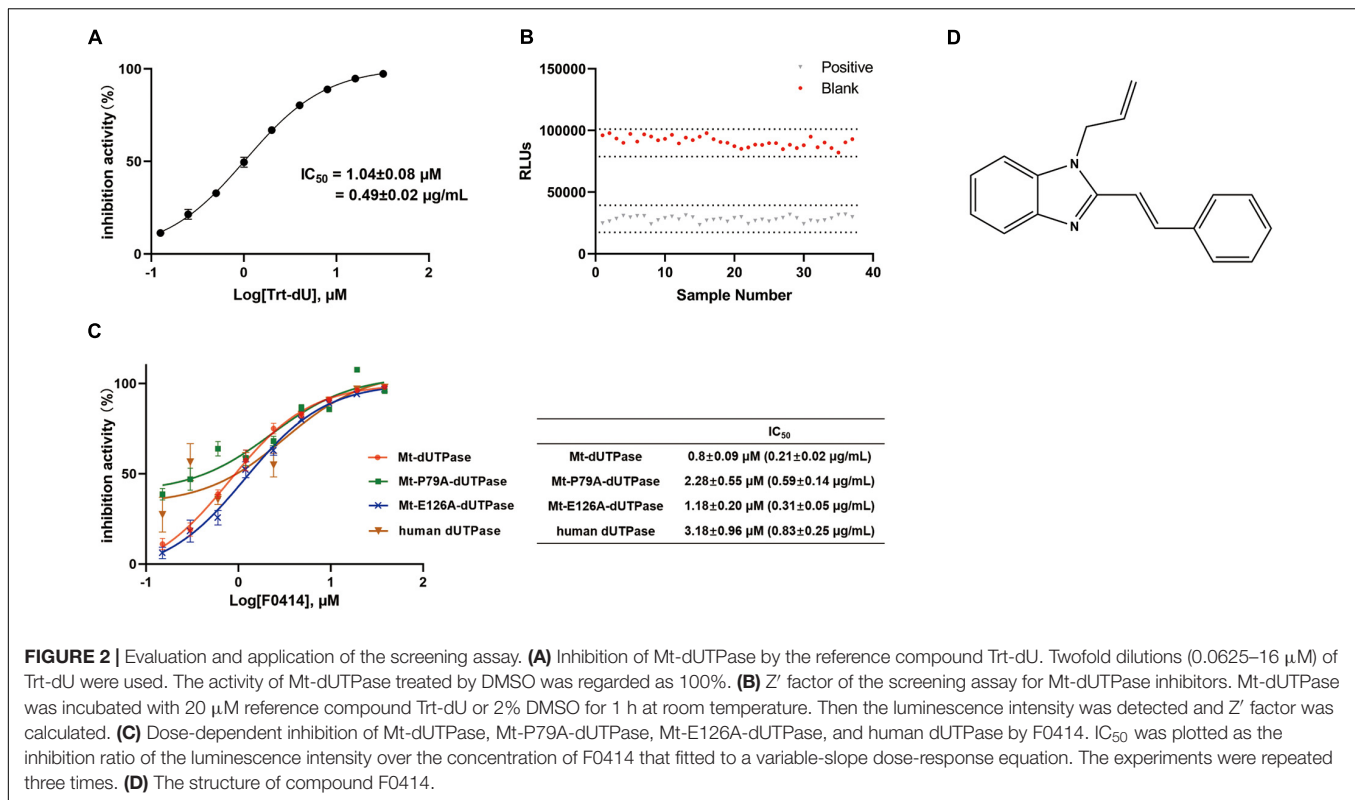 A
100
50
0
-1
0
1
2
inhibition activity (%)
Log[Trt-dU], µM
IC50 = 1.04±0.08 µM
= 0.49±0.02 µg/mL
B
150000
100000
50000
0
0
10
20
30
40
RLUs
Sample Number
Positive
Blank
D
N
N
C
100
50
0
-1
0
1
2
inhibition activity (%)
Log[F0414], µM
Mt-dUTPase
Mt-P79A-dUTPase
Mt-E126A-dUTPase
human dUTPase
IC50
Mt-dUTPase 0.8±0.09 µM (0.21±0.02 µg/mL)
Mt-P79A-dUTPase 2.28±0.55 µM (0.59±0.14 µg/mL)
Mt-E126A-dUTPase 1.18±0.20 µM (0.31±0.05 µg/mL)
human dUTPase 3.18±0.96 µM (0.83±0.25 µg/mL)
FIGURE 2 | Evaluation and application of the screening assay. (A) Inhibition of Mt-dUTPase by the reference compound Trt-dU. Twofold dilutions (0.0625–16 µM) of
Trt-dU were used. The activity of Mt-dUTPase treated by DMSO was regarded as 100%. (B) Z′ factor of the screening assay for Mt-dUTPase inhibitors. Mt-dUTPase
was incubated with 20 µM reference compound Trt-dU or 2% DMSO for 1 h at room temperature. Then the luminescence intensity was detected and Z′ factor was
calculated. (C) Dose-dependent inhibition of Mt-dUTPase, Mt-P79A-dUTPase, Mt-E126A-dUTPase, and human dUTPase by F0414. IC50 was plotted as the
inhibition ratio of the luminescence intensity over the concentration of F0414 that fitted to a variable-slope dose-response equation. The experiments were repeated
three times. (D) The structure of compound F0414.